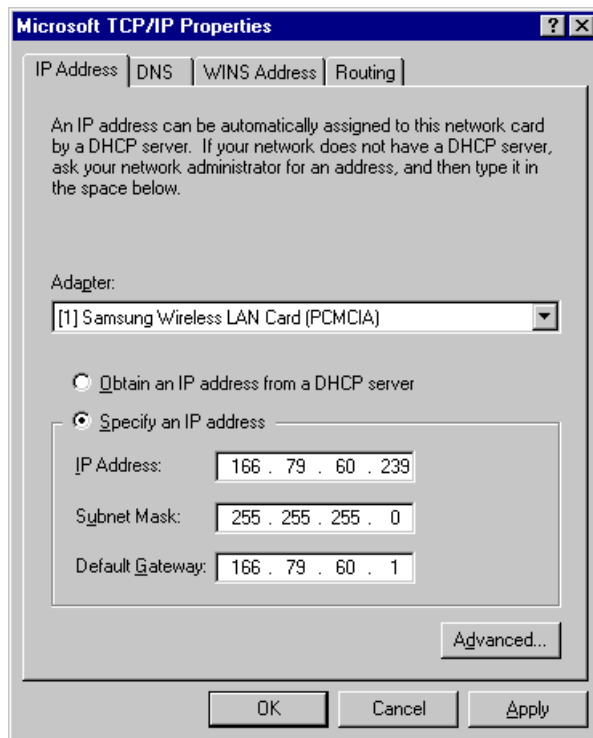 Microsoft TCP/IP Properties
IP Address DNS WINS Address Routing
An IP address can be automatically assigned to this network card
by a DHCP server. If your network does not have a DHCP server,
ask your network administrator for an address, and then type it in
the space below.
Adapter:
[1] Samsung Wireless LAN Card (PCMCIA)
Obtain an IP address from a DHCP server
Specify an IP address
IP Address: 166 . 79 . 60 . 239
Subnet Mask: 255 . 255 . 255 . 0
Default Gateway: 166 . 79 . 60 . 1
Advanced...
OK Cancel Apply